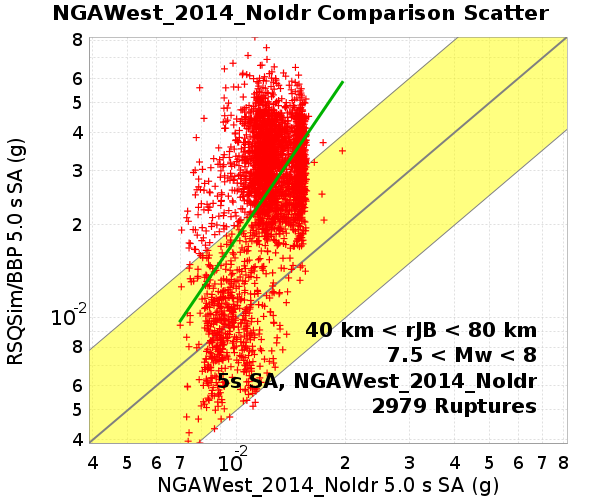 NGAWest_2014_NoIdr Comparison Scatter
8
6
5
4
3
2
10-2
8
6
5
4
RSQSim/BBP 5.0 s SA (g)
40 km < rJB < 80 km
7.5 < Mw < 8
5s SA, NGAWest_2014_NoIdr
2979 Ruptures
4 5 6 7 10-2 2 3 4 5 6 7 8
NGAWest_2014_NoIdr 5.0 s SA (g)